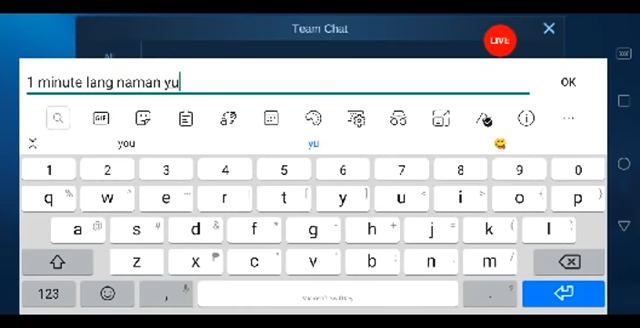 Team Chat
LIVE
1 minute lang naman yu
OK
GIF
you
yu
1 2 3 4 5 6 7 8 9 0
q w e r t y u i o p
a s d f g h j k l
z x c v b n m
123 , .